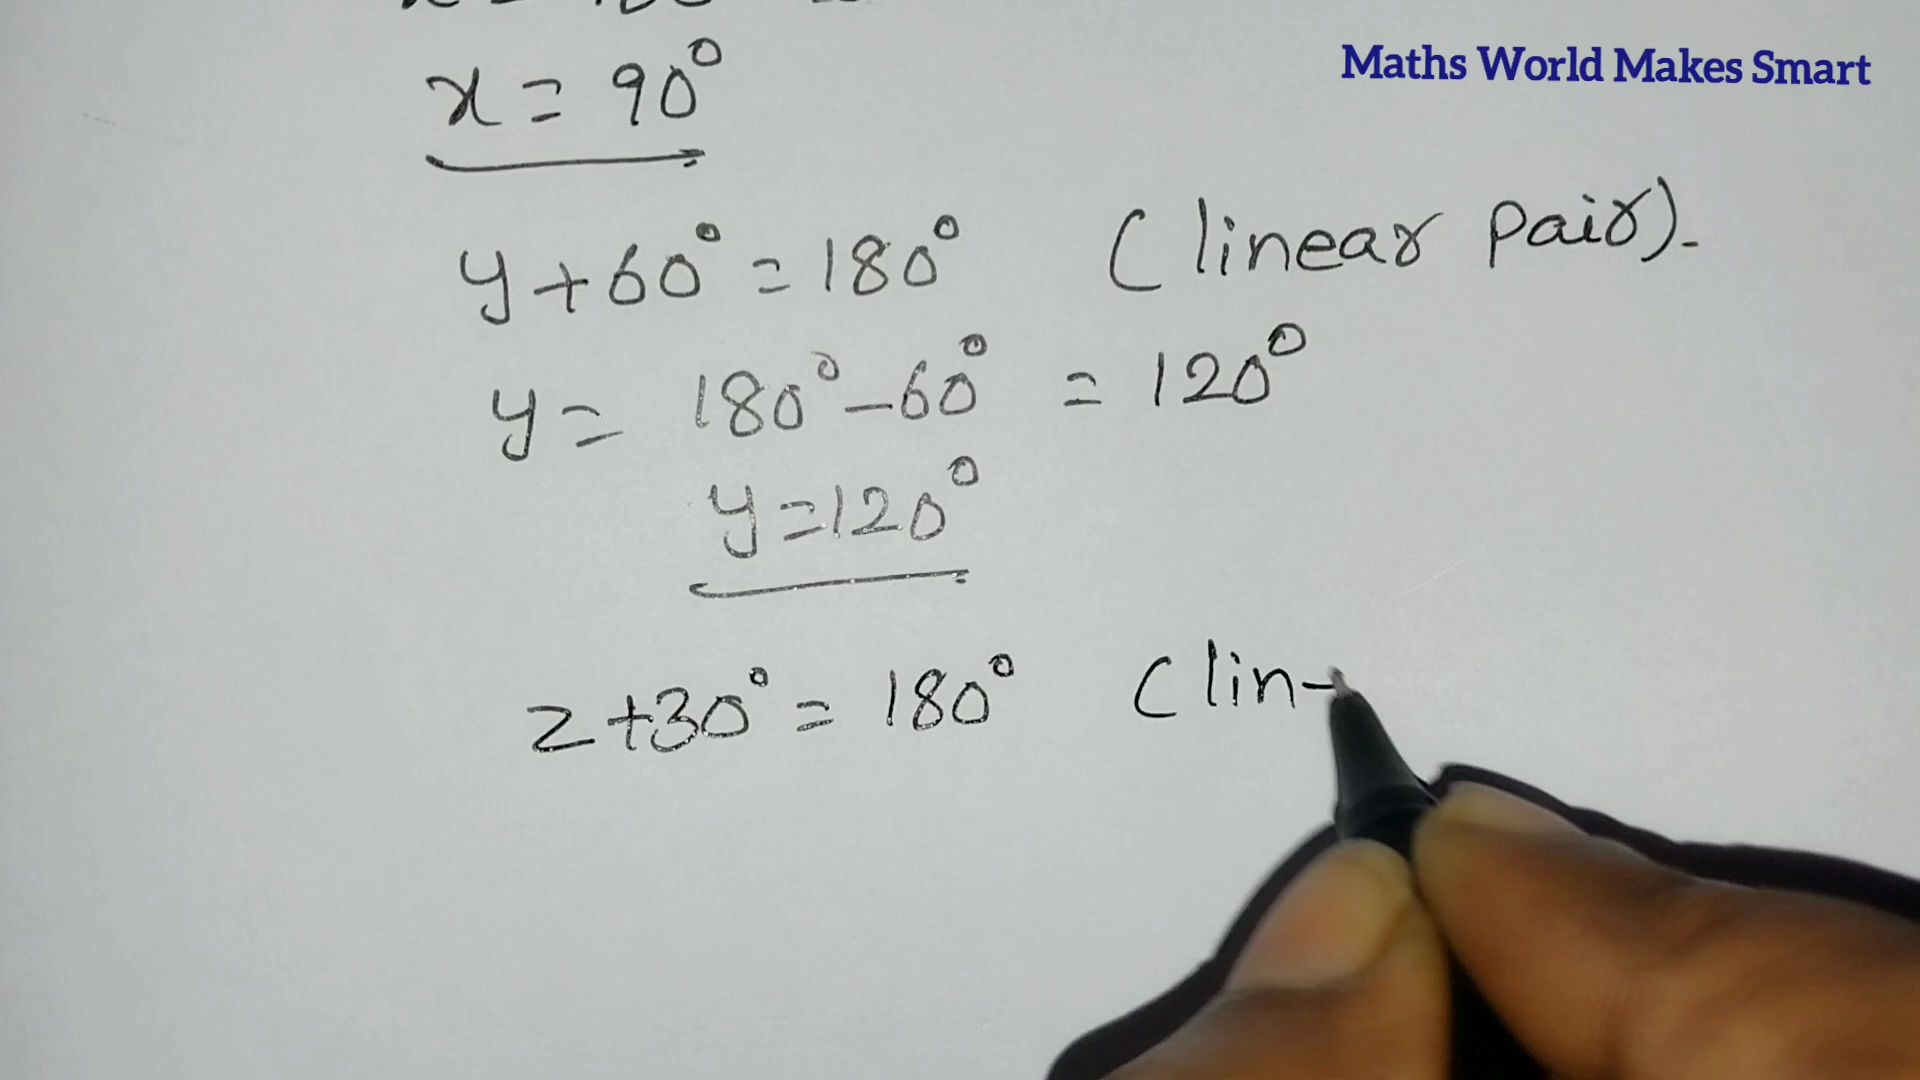 Maths World Makes Smart
x = 90°
y + 60° = 180° (linear pair).
y = 180° - 60° = 120°
y = 120°
z + 30° = 180° (lin